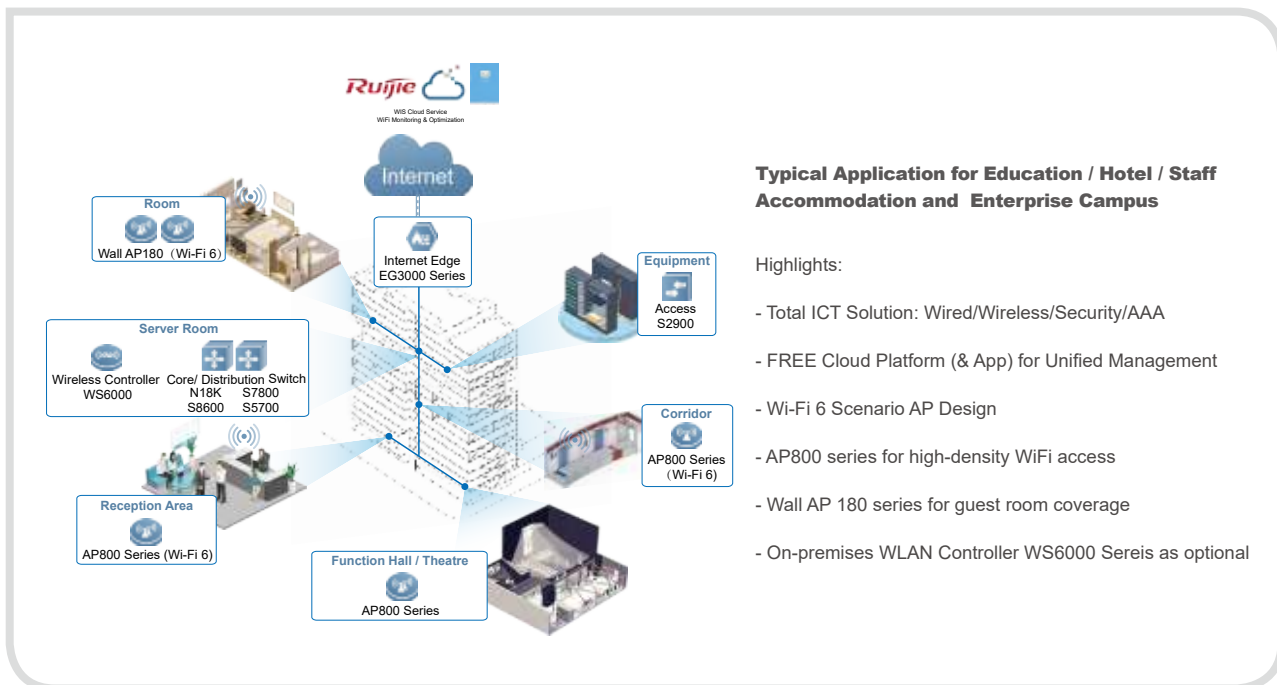 Ruijie
WIS Cloud Service
WiFi Monitoring & Optimization
Internet
Room
Wall AP180（Wi-Fi 6）
Internet Edge
EG3000 Series
Equipment
Access
S2900
Server Room
Wireless Controller
WS6000
Core/ Distribution Switch
N18K S7800
S8600 S5700
Corridor
AP800 Series
（Wi-Fi 6)
Reception Area
AP800 Series (Wi-Fi 6)
Function Hall / Theatre
AP800 Series
Typical Application for Education / Hotel / Staff
Accommodation and Enterprise Campus
Highlights:
- Total ICT Solution: Wired/Wireless/Security/AAA
- FREE Cloud Platform (& App) for Unified Management
- Wi-Fi 6 Scenario AP Design
- AP800 series for high-density WiFi access
- Wall AP 180 series for guest room coverage
- On-premises WLAN Controller WS6000 Sereis as optional